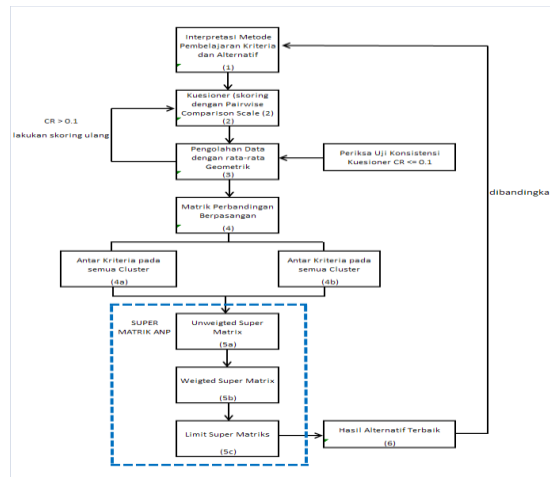 Interpretasi Metode
Pembelajaran Kriteria
dan Alternatif
(1)
Kuesioner (skoring
dengan Pairwise
Comparison Scale (2)
(2)
CR > 0.1
lakukan skoring ulang
Pengolahan Data
dengan rata-rata
Geometrik
(3)
Periksa Uji Konsistensi
Kuesioner CR <= 0.1
dibandingka
Matrik Perbandingan
Berpasangan
(4)
Antar Kriteria pada
semua Cluster
(4a)
Antar Kriteria pada
semua Cluster
(4b)
SUPER
MATRIK ANP
Unweigted Super
Matrix
(5a)
Weigted Super Matrix
(5b)
Limit Super Matriks
(5c)
Hasil Alternatif Terbaik
(6)